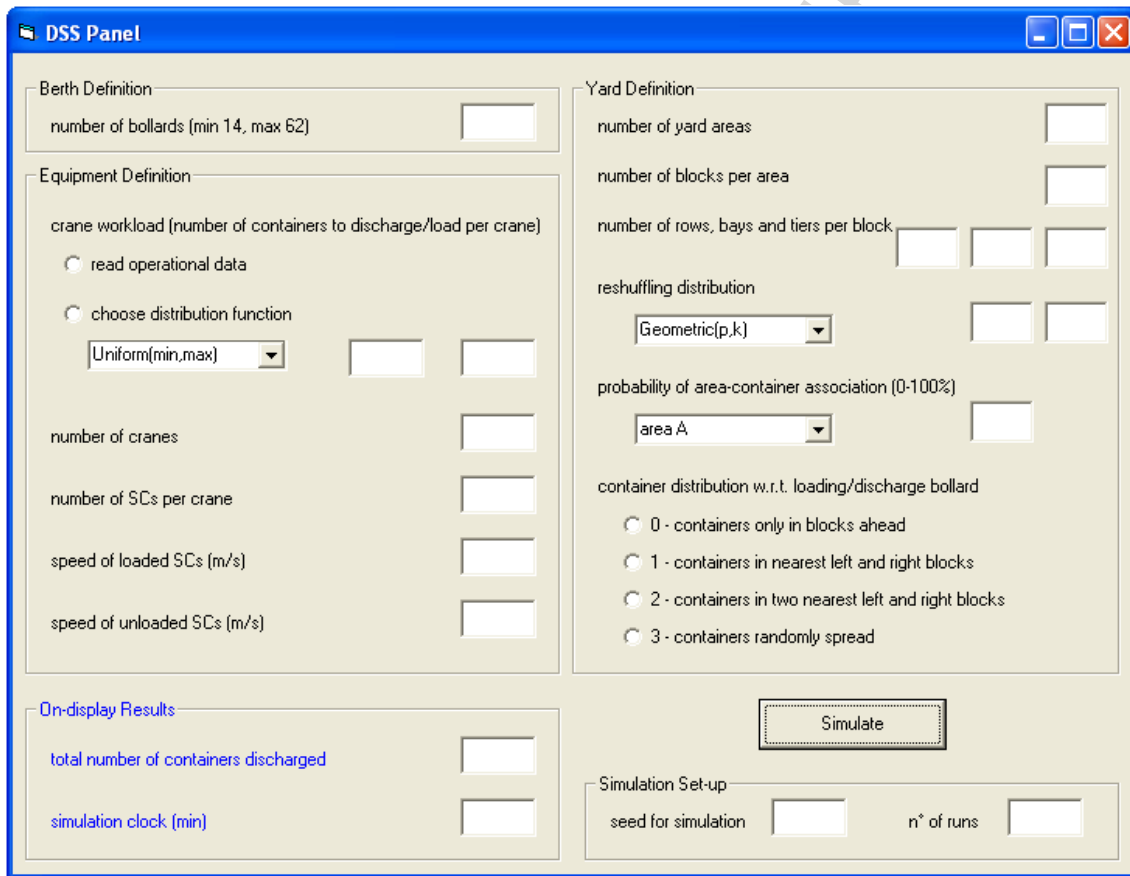 DSS Panel
Berth Definition
number of bollards (min 14, max 62)
Equipment Definition
crane workload (number of containers to discharge/load per crane)
read operational data
choose distribution function
Uniform(min,max)
number of cranes
number of SCs per crane
speed of loaded SCs (m/s)
speed of unloaded SCs (m/s)
On-display Results
total number of containers discharged
simulation clock (min)
Yard Definition
number of yard areas
number of blocks per area
number of rows, bays and tiers per block
reshuffling distribution
Geometric(p,k)
probability of area-container association (0-100%)
area A
container distribution w.r.t. loading/discharge bollard
0 - containers only in blocks ahead
1 - containers in nearest left and right blocks
2 - containers in two nearest left and right blocks
3 - containers randomly spread
Simulate
Simulation Set-up
seed for simulation n° of runs